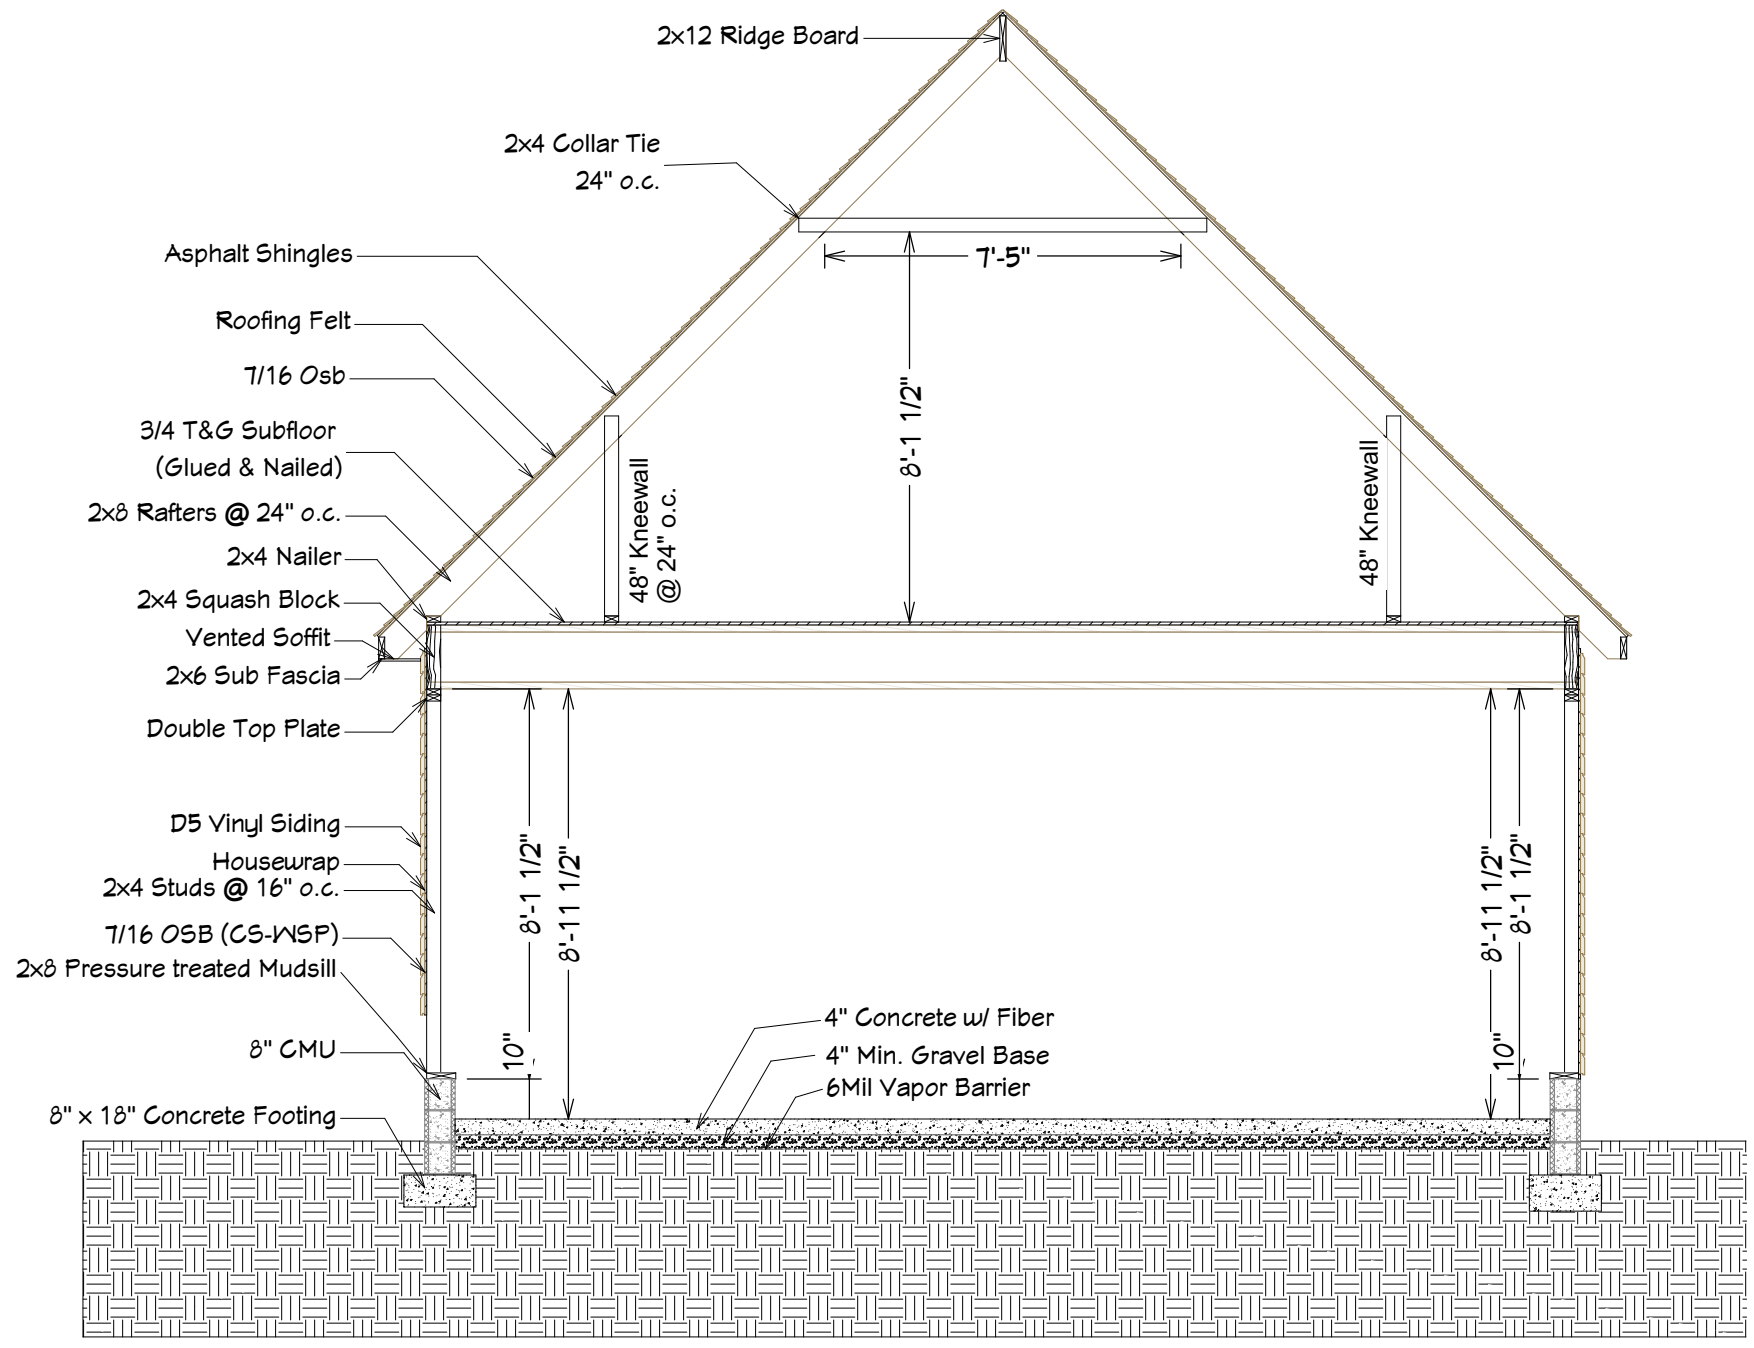 2x12 Ridge Board
2x4 Collar Tie
24" o.c.
7'-5"
Asphalt Shingles
Roofing Felt
7/16 Osb
3/4 T&G Subfloor
(Glued & Nailed)
2x8 Rafters @ 24" o.c.
2x4 Nailer
2x4 Squash Block
Vented Soffit
2x6 Sub Fascia
Double Top Plate
48" Kneewall
@ 24" o.c.
8'-1 1/2"
48" Kneewall
D5 Vinyl Siding
Housewrap
2x4 Studs @ 16" o.c.
7/16 OSB (CS-WSP)
2x8 Pressure treated Mudsill
8" CMU
8" x 18" Concrete Footing
8'-1 1/2"
8'-11 1/2"
10"
4" Concrete w/ Fiber
4" Min. Gravel Base
6Mil Vapor Barrier
8'-11 1/2"
8'-1 1/2"
10"